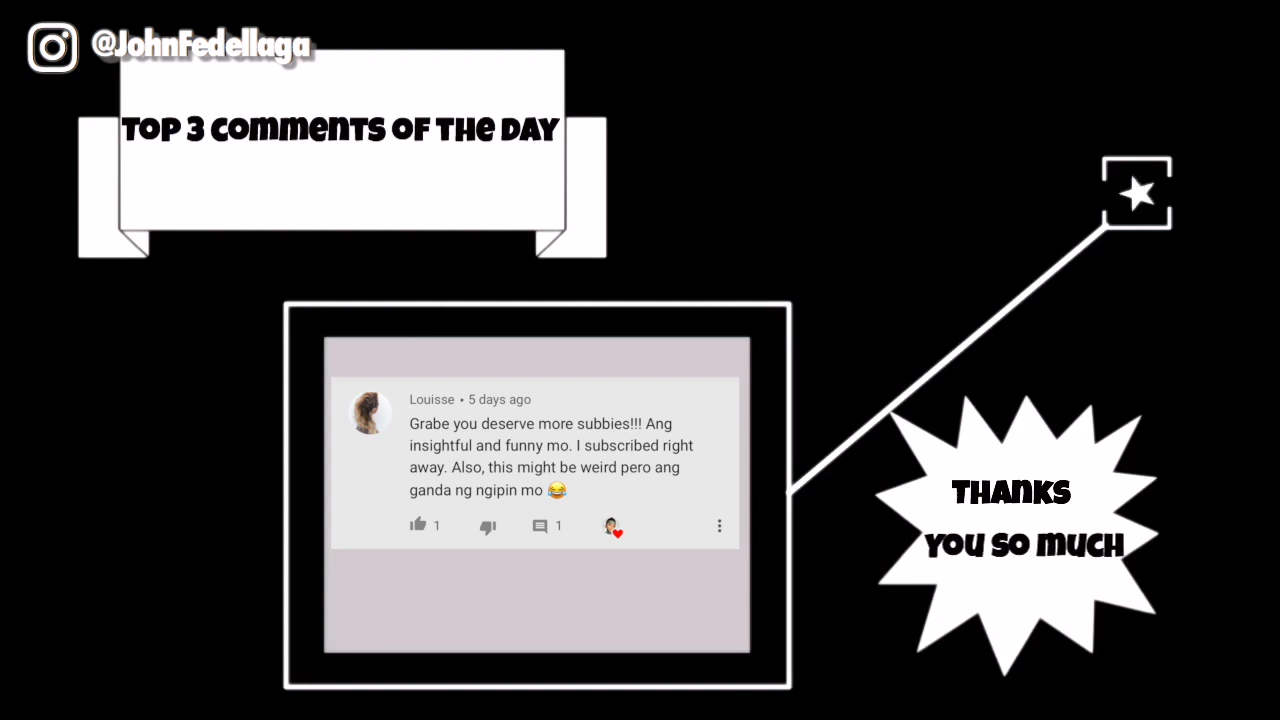 @JohnFedellaga
TOP 3 COMMENTS OF THE DAY
Louisse • 5 days ago
Grabe you deserve more subbies!!! Ang
insightful and funny mo. I subscribed right
away. Also, this might be weird pero ang
ganda ng ngipin mo 😂
1 1
THANKS
YOU SO MUCH